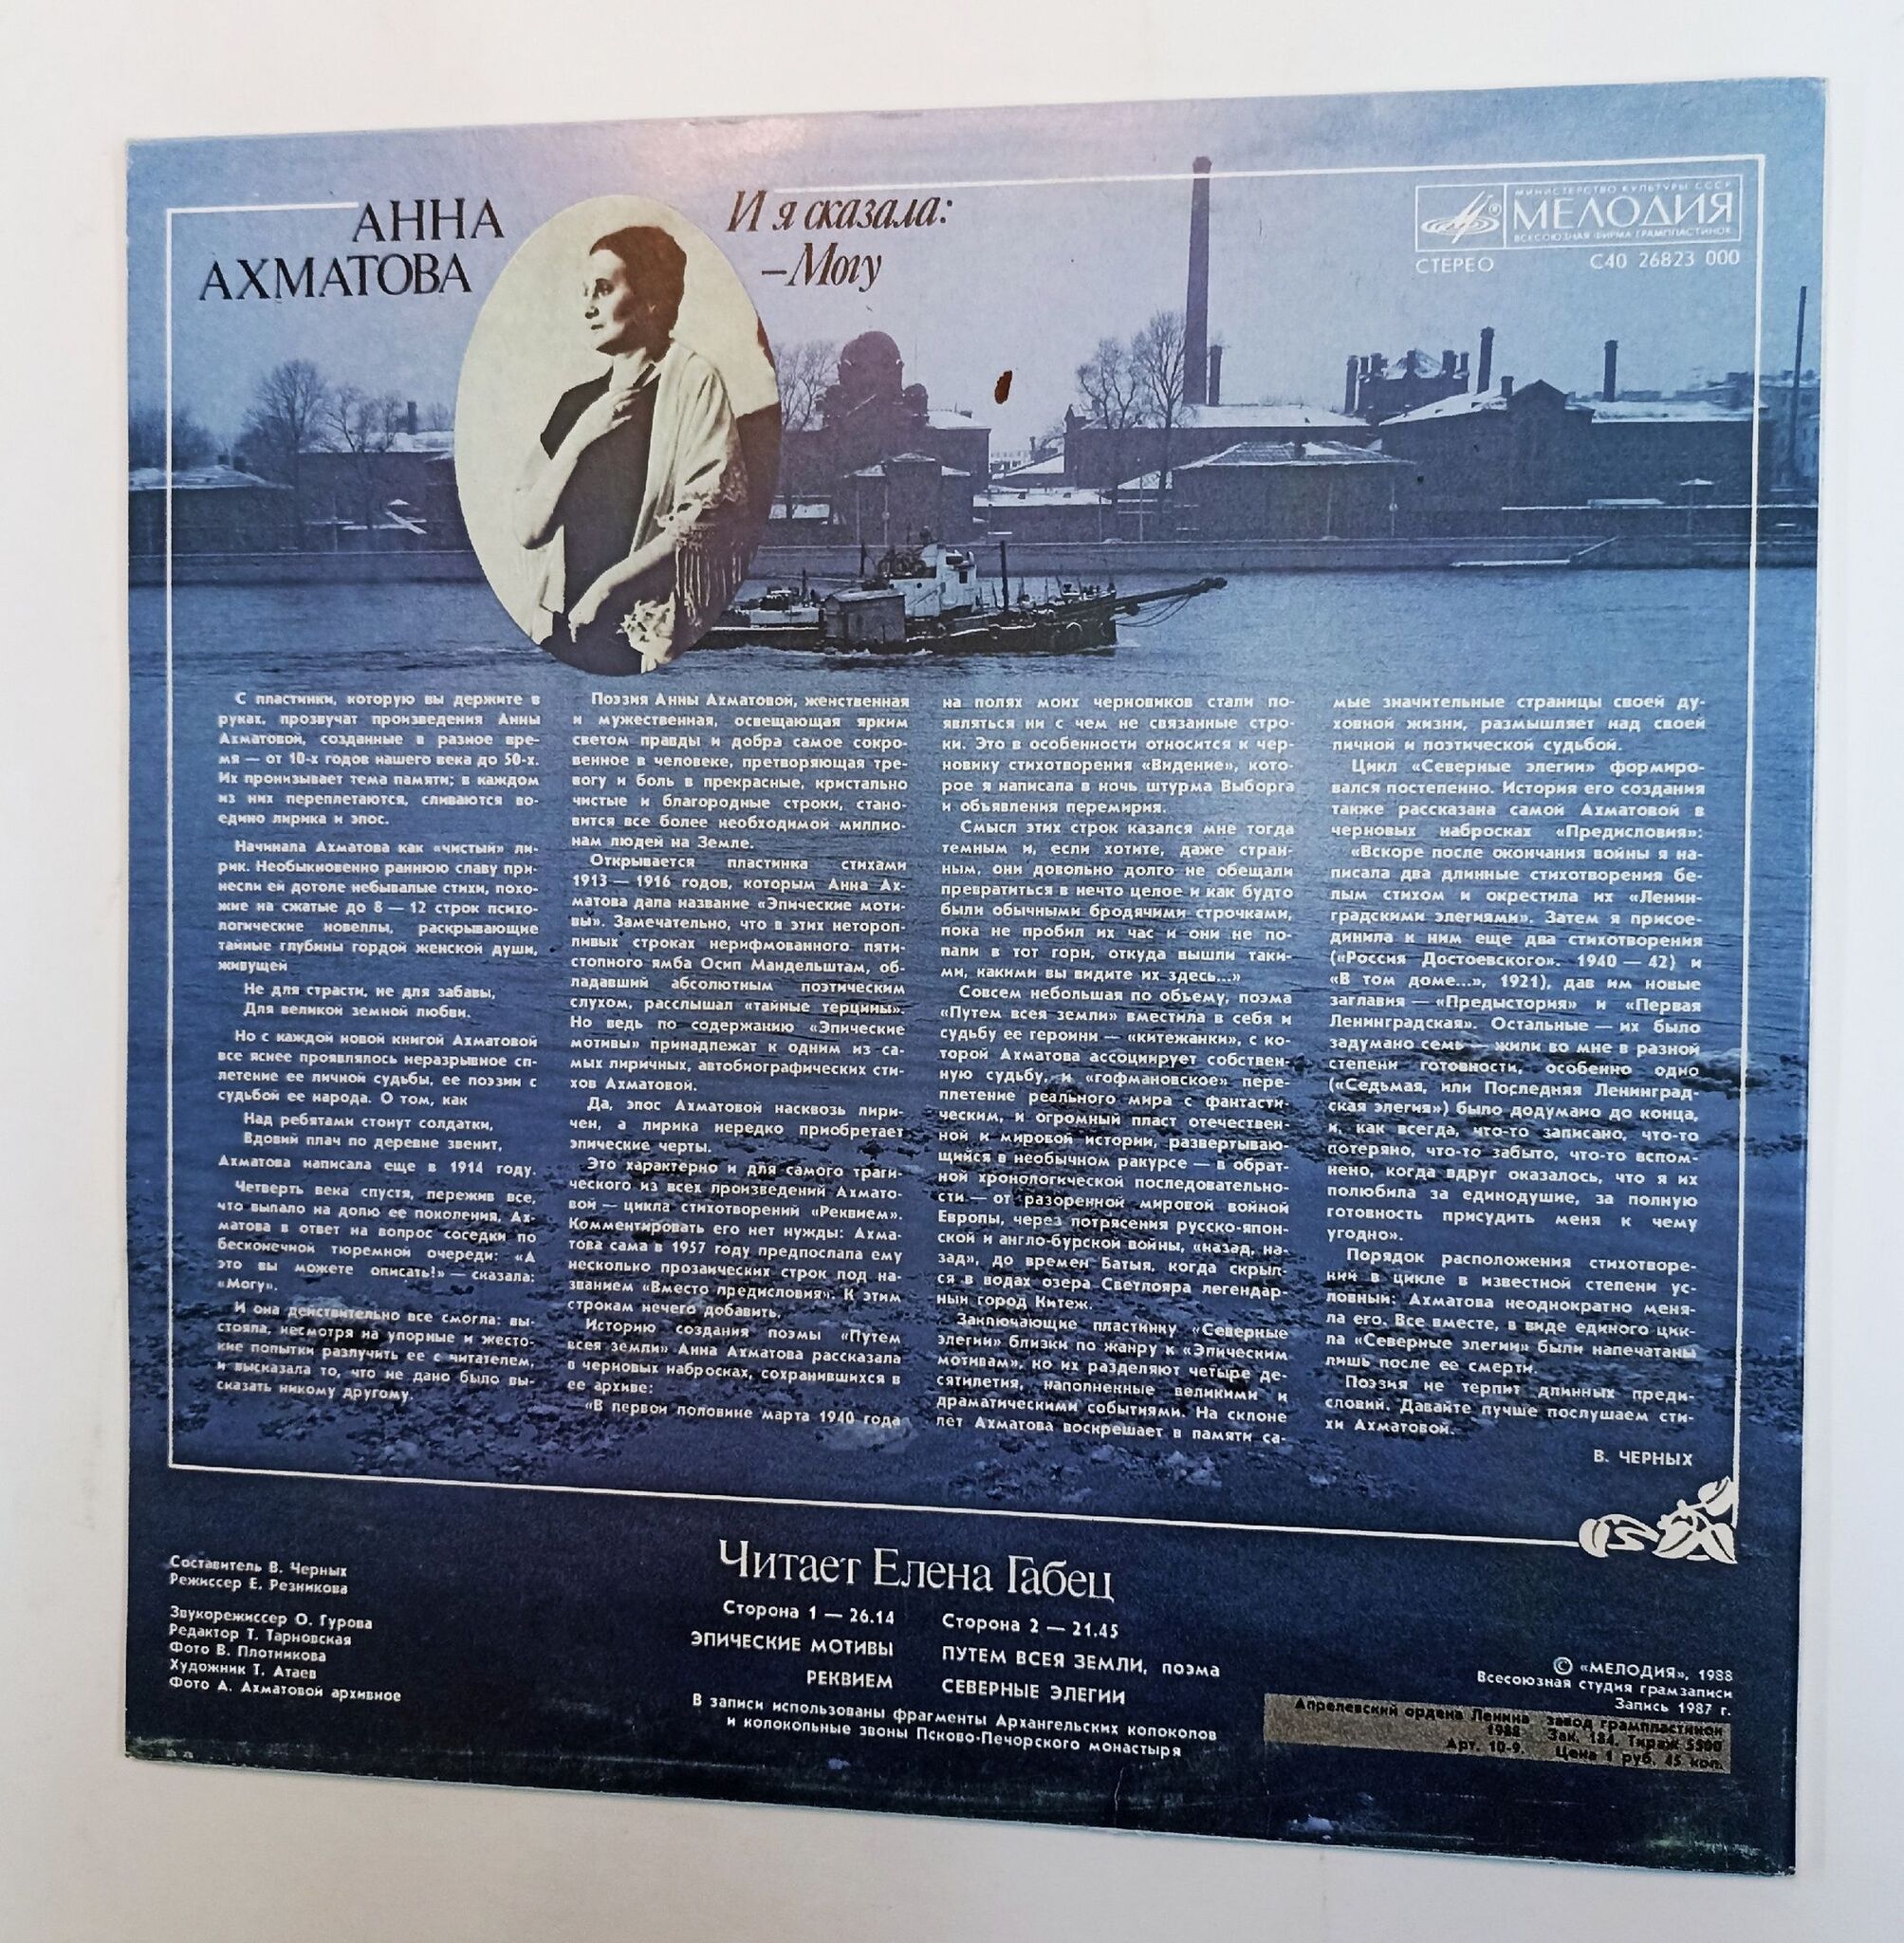 АННА
АХМАТОВА
И я сказала:
–Могу
МИНИСТЕРСТВО КУЛЬТУРЫ СССР
МЕЛОДИЯ
ВСЕСОЮЗНАЯ ФИРМА ГРАМПЛАСТИНОК
СТЕРЕО
С40 26823 000
С пластинки, которую вы держите в
руках, прозвучат произведения Анны
Ахматовой, созданные в разное вре-
мя — от 10-х годов нашего века до 50-х.
Их пронизывает тема памяти; в каждом
из них переплетаются, сливаются во-
едино лирика и эпос.
Начинала Ахматова как «чистый» ли-
рик. Необыкновенно раннюю славу при-
несли ей дотоле небывалые стихи, похо-
жие на сжатые до 8 — 12 строк психо-
логические новеллы, раскрывающие
тайные глубины гордой женской души,
живущей
Не для страсти, не для забавы,
Для великой земной любви.
Но с каждой новой книгой Ахматовой
все яснее проявлялось неразрывное сп-
летение ее личной судьбы, ее поэзии с
судьбой ее народа. О том, как
Над ребятами стонут солдатки,
Вдовий плач по деревне звенит,
Ахматова написала еще в 1914 году.
Четверть века спустя, пережив все,
что выпало на долю ее поколения, Ах-
матова в ответ на вопрос соседки по
бесконечной тюремной очереди: «А
это вы можете описать!» — сказала:
«Могу».
И она действительно все смогла: вы-
стояла, несмотря на упорные и жесто-
кие попытки разлучить ее с читателем,
и высказала то, что не дано было вы-
сказать никому другому.
Поэзия Анны Ахматовой, женственная
и мужественная, освещающая ярким
светом правды и добра самое сокро-
венное в человеке, претворяющая тре-
вогу и боль в прекрасные, кристально
чистые и благородные строки, стано-
вится все более необходимой миллио-
нам людей на Земле.
Открывается пластинка стихами
1913 — 1916 годов, которым Анна Ах-
матова дала название «Эпические моти-
вы». Замечательно, что в этих нетороп-
ливых строках нерифмованного пяти-
стопного ямба Осип Мандельштам, об-
ладавший абсолютным поэтическим
слухом, расслышал «тайные терцины».
Но ведь по содержанию «Эпические
мотивы» принадлежат к одним из са-
мых лиричных, автобиографических сти-
хов Ахматовой.
Да, эпос Ахматовой насквозь лири-
чен, а лирика нередко приобретает
эпические черты.
Это характерно и для самого траги-
ческого из всех произведений Ахмато-
вой — цикла стихотворений «Реквием».
Комментировать его нет нужды: Ахма-
това сама в 1957 году предпослала ему
несколько прозаических строк под на-
званием «Вместо предисловия». К этим
строкам нечего добавить.
Историю создания поэмы «Путем
всея земли» Анна Ахматова рассказала
в черновых набросках, сохранившихся в
ее архиве:
«В первой половине марта 1940 года
на полях моих черновиков стали по-
являться ни с чем не связанные стро-
ки. Это в особенности относится к чер-
новику стихотворения «Видение», кото-
рое я написала в ночь штурма Выборга
и объявления перемирия.
Смысл этих строк казался мне тогда
темным и, если хотите, даже стран-
ным, они довольно долго не обещали
превратиться в нечто целое и как будто
были обычными бродячими строчками,
пока не пробил их час и они не по-
пали в тот горн, откуда вышли таки-
ми, какими вы видите их здесь...»
Совсем небольшая по объему, поэма
«Путем всея земли» вместила в себя и
судьбу ее героини — «китежанки», с ко-
торой Ахматова ассоциирует собствен-
ную судьбу, и «гофмановское» пере-
плетение реального мира с фантасти-
ческим, и огромный пласт отечествен-
ной и мировой истории, развертываю-
щийся в необычном ракурсе — в обрат-
ной хронологической последовательно-
сти — от разоренной мировой войной
Европы, через потрясения русско-япон-
ской и англо-бурской войны, «назад, на-
зад», до времен Батыя, когда скрыл-
ся в водах озера Светлояра легендар-
ный город Китеж.
Заключающие пластинку «Северные
элегии» близки по жанру к «Эпическим
мотивам», но их разделяют четыре де-
сятилетия, наполненные великими и
драматическими событиями. На склоне
лет Ахматова воскрешает в памяти са-
мые значительные страницы своей ду-
ховной жизни, размышляет над своей
личной и поэтической судьбой.
Цикл «Северные элегии» формиро-
вался постепенно. История его создания
также рассказана самой Ахматовой в
черновых набросках «Предисловия»:
«Вскоре после окончания войны я на-
писала два длинные стихотворения бе-
лым стихом и окрестила их «Ленин-
градскими элегиями». Затем я присое-
динила к ним еще два стихотворения
(«Россия Достоевского». 1940 — 42) и
«В том доме...», 1921), дав им новые
заглавия — «Предыстория» и «Первая
Ленинградская». Остальные — их было
задумано семь — жили во мне в разной
степени готовности, особенно одно
(«Седьмая, или Последняя Ленинград-
ская элегия») было додумано до конца,
и, как всегда, что-то записано, что-то
потеряно, что-то забыто, что-то вспом-
нено, когда вдруг оказалось, что я их
полюбила за единодушие, за полную
готовность присудить меня к чему
угодно».
Порядок расположения стихотворе-
ний в цикле в известной степени ус-
ловный: Ахматова неоднократно меня-
ла его. Все вместе, в виде единого цик-
ла «Северные элегии» были напечатаны
лишь после ее смерти.
Поэзия не терпит длинных преди-
словий. Давайте лучше послушаем сти-
хи Ахматовой.
В. ЧЕРНЫХ
Составитель В. Черных
Режиссер Е. Резникова
Звукорежиссер О. Гурова
Редактор Т. Тарновская
Фото В. Плотникова
Художник Т. Атаев
Фото А. Ахматовой архивное
Читает Елена Габец
Сторона 1 — 26.14
ЭПИЧЕСКИЕ МОТИВЫ
РЕКВИЕМ
Сторона 2 — 21.45
ПУТЕМ ВСЕЯ ЗЕМЛИ, поэма
СЕВЕРНЫЕ ЭЛЕГИИ
В записи использованы фрагменты Архангельских колоколов
и колокольные звоны Псково-Печорского монастыря
© «МЕЛОДИЯ», 1988
Всесоюзная студия грамзаписи
Запись 1987 г.
Апрелевский ордена Ленина завод грампластинок
1988 Зак. 184. Тираж 5500
Арт. 10-9. Цена 1 руб. 45 коп.